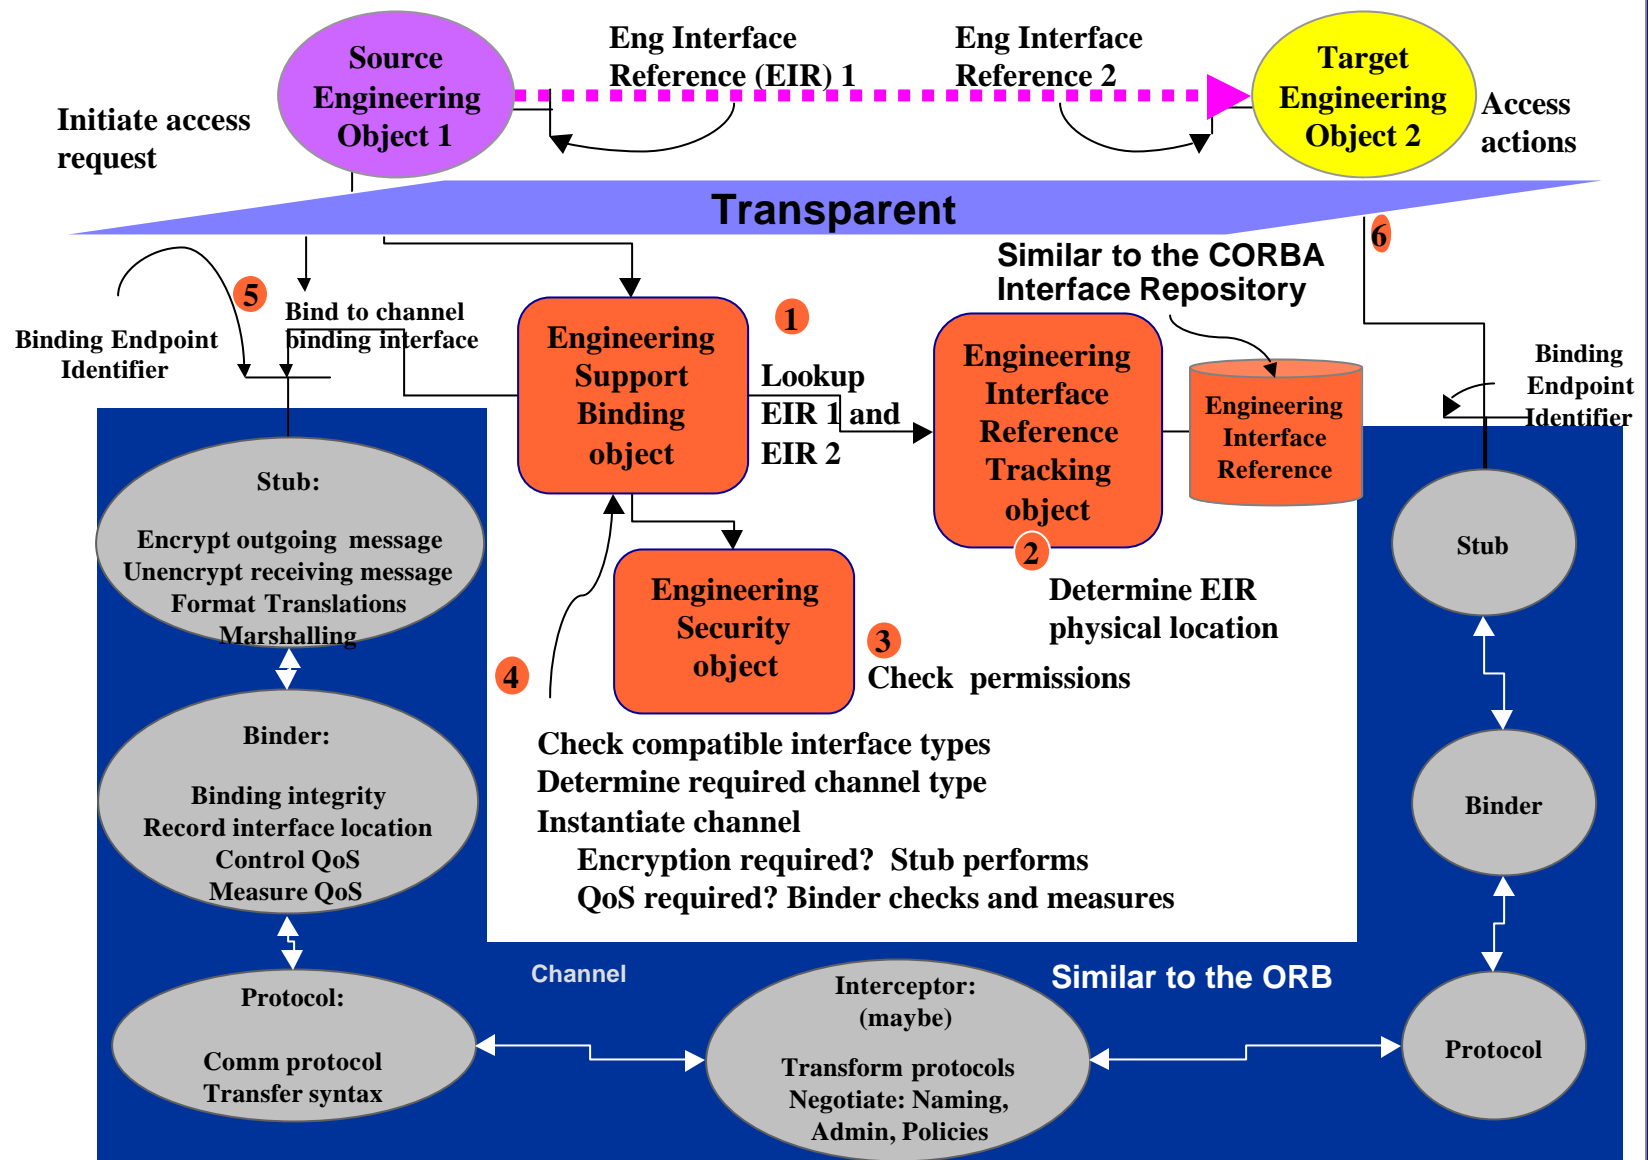 Source
Engineering
Object 1
Eng Interface
Reference (EIR) 1
Eng Interface
Reference 2
Target
Engineering
Object 2
Initiate access
request
Access
actions
Transparent
6
Similar to the CORBA
Interface Repository
5
Bind to channel
binding interface
Binding Endpoint
Identifier
Engineering
Support
Binding
object
1
Lookup
EIR 1 and
EIR 2
Engineering
Interface
Reference
Tracking
object
2
Determine EIR
physical location
Engineering
Interface
Reference
Binding
Endpoint
Identifier
Stub:
Encrypt outgoing message
Unencrypt receiving message
Format Translations
Marshalling
Engineering
Security
object
3
Check permissions
4
Check compatible interface types
Determine required channel type
Instantiate channel
Encryption required? Stub performs
QoS required? Binder checks and measures
Stub
Binder:
Binding integrity
Record interface location
Control QoS
Measure QoS
Binder
Channel
Similar to the ORB
Protocol:
Comm protocol
Transfer syntax
Interceptor:
(maybe)
Transform protocols
Negotiate: Naming,
Admin, Policies
Protocol